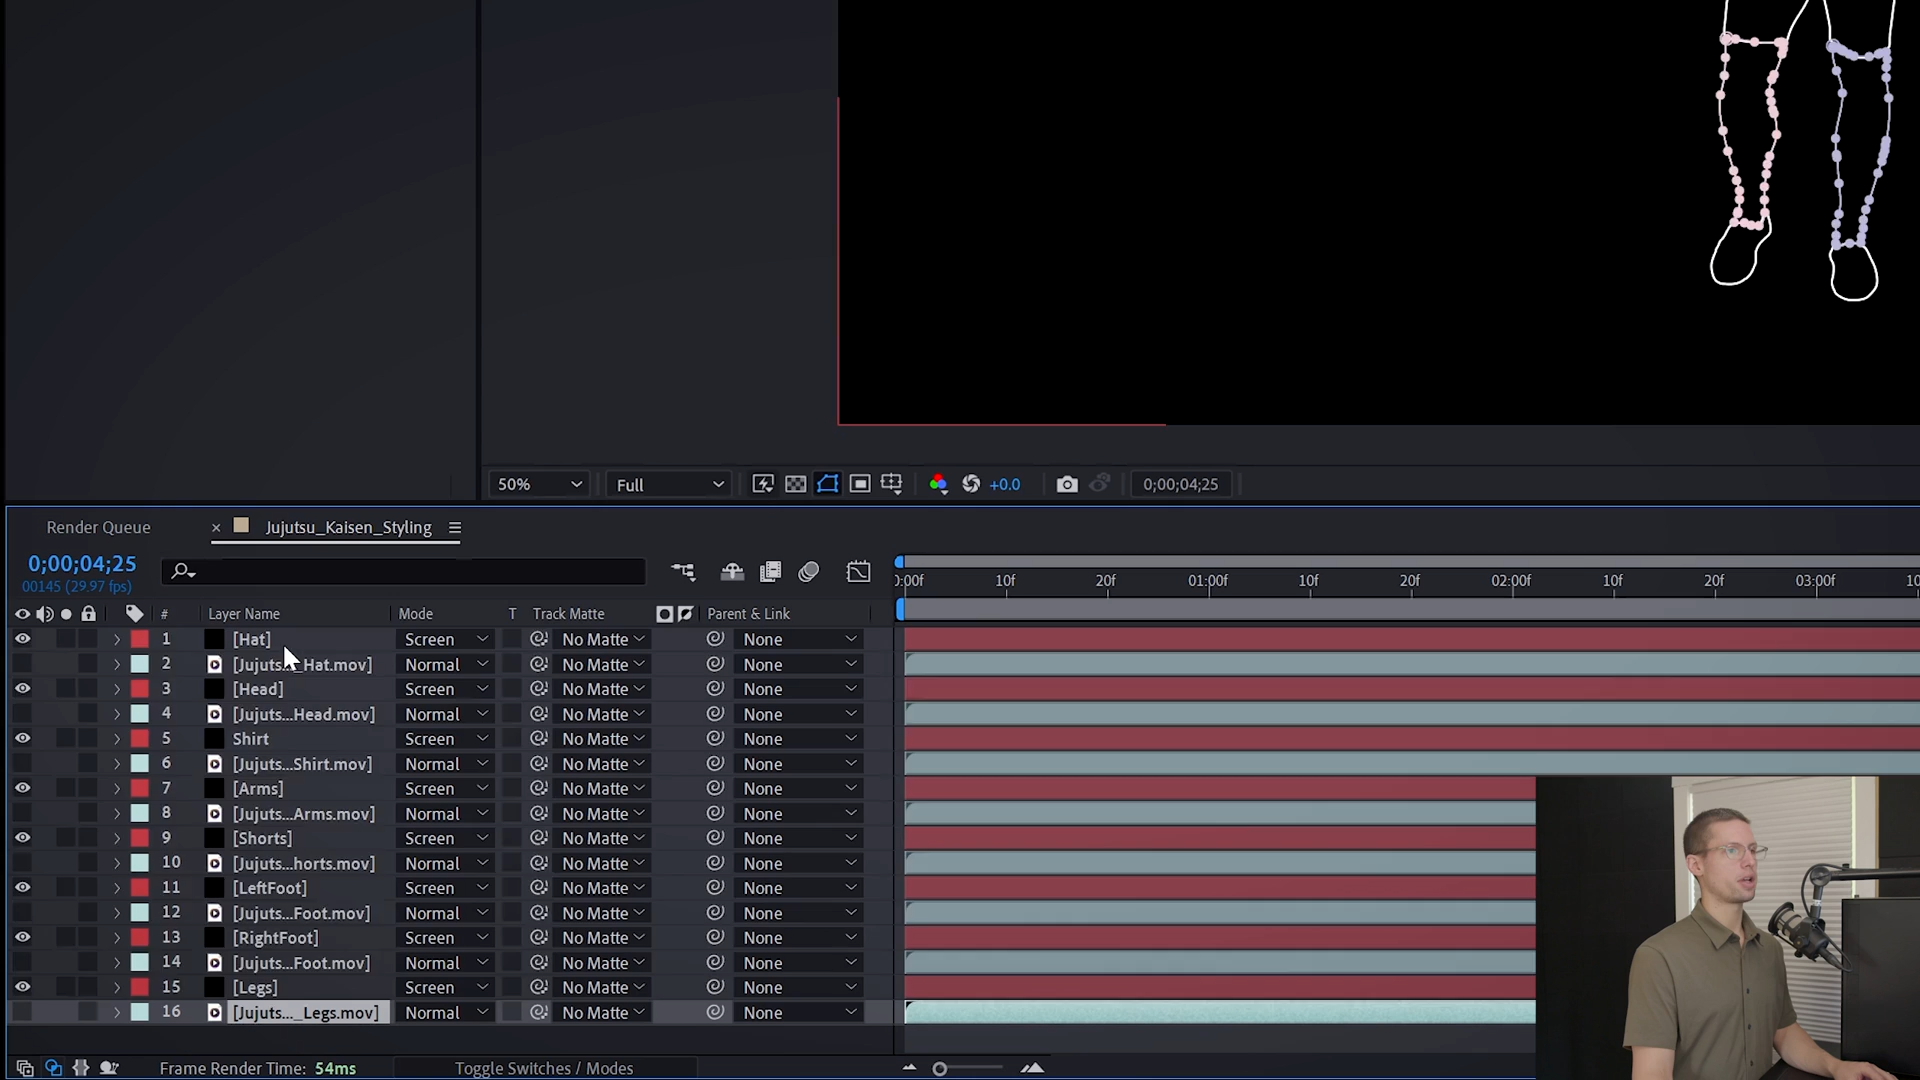 50% Full +0.0 0;00;04;25
Render Queue × Jujutsu_Kaisen_Styling
0;00;04;25
00145 (29.97 fps)
0:00f 10f 20f 01:00f 10f 20f 02:00f 10f 20f 03:00f 10
# Layer Name Mode T Track Matte Parent & Link
1 [Hat] Screen No Matte None
2 [Jujuts..._Hat.mov] Normal No Matte None
3 [Head] Screen No Matte None
4 [Jujuts...Head.mov] Normal No Matte None
5 Shirt Screen No Matte None
6 [Jujuts...Shirt.mov] Normal No Matte None
7 [Arms] Screen No Matte None
8 [Jujuts...Arms.mov] Normal No Matte None
9 [Shorts] Screen No Matte None
10 [Jujuts...horts.mov] Normal No Matte None
11 [LeftFoot] Screen No Matte None
12 [Jujuts...Foot.mov] Normal No Matte None
13 [RightFoot] Screen No Matte None
14 [Jujuts...Foot.mov] Normal No Matte None
15 [Legs] Screen No Matte None
16 [Jujuts..._Legs.mov] Normal No Matte None
Frame Render Time: 54ms Toggle Switches / Modes